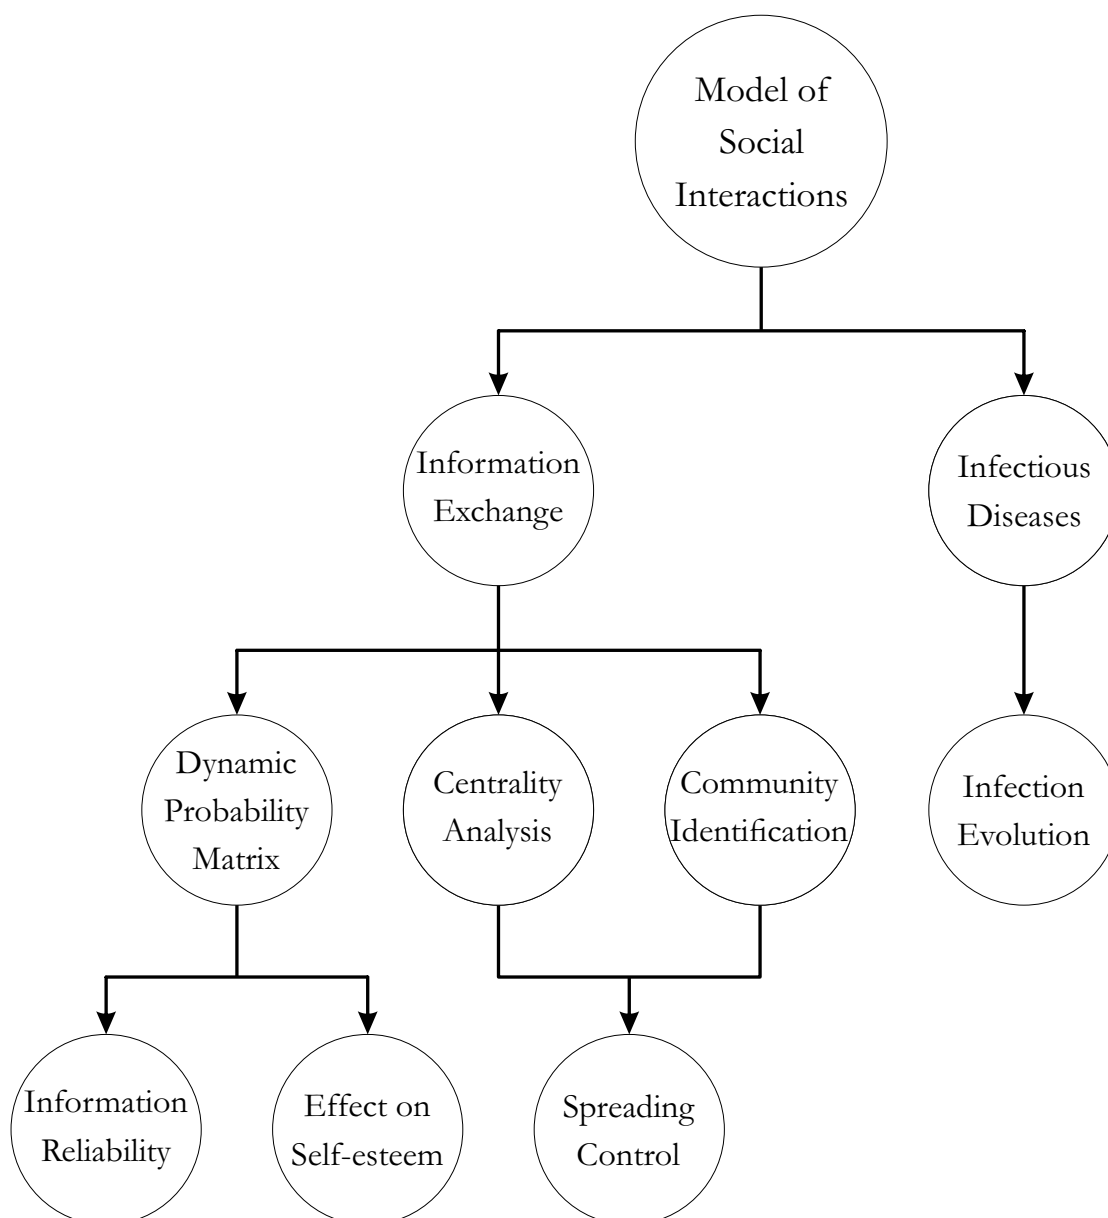 Model of
Social
Interactions
Information
Exchange
Infectious
Diseases
Dynamic
Probability
Matrix
Centrality
Analysis
Community
Identification
Infection
Evolution
Information
Reliability
Effect on
Self-esteem
Spreading
Control